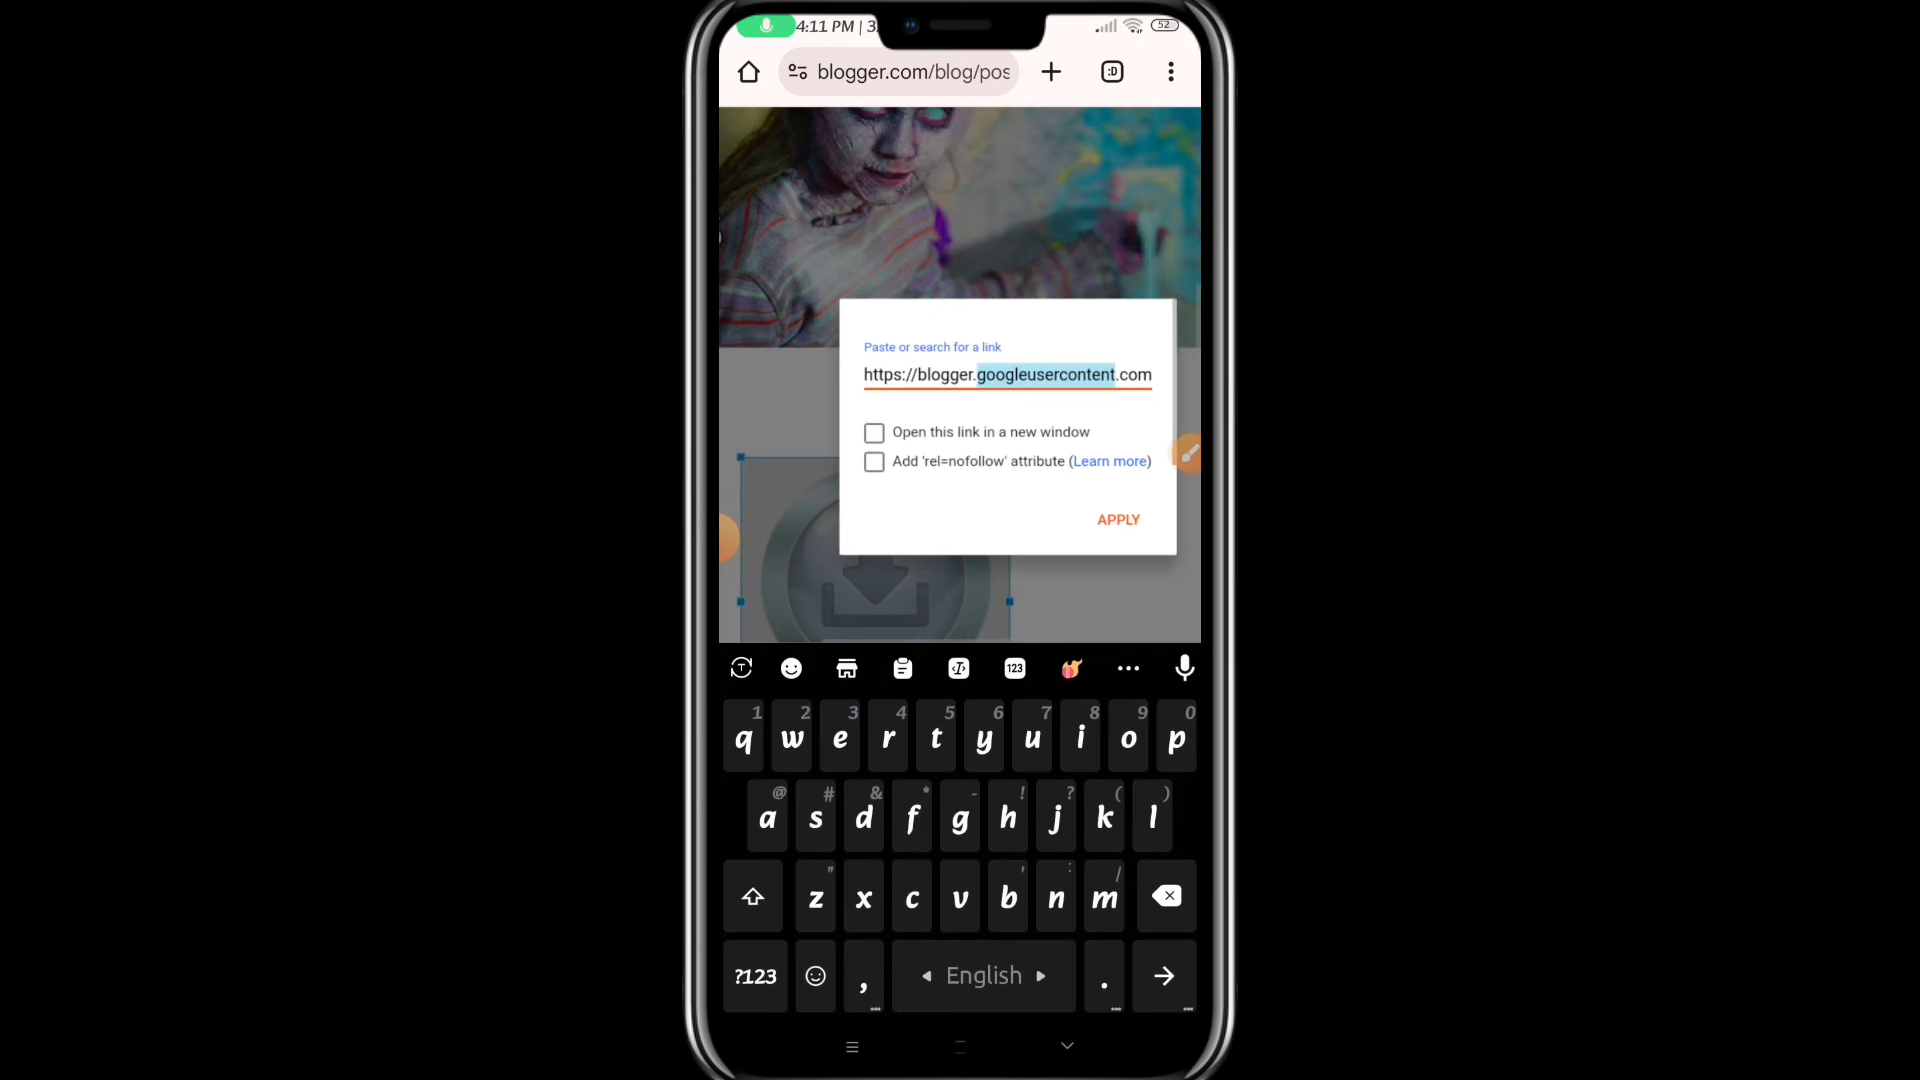 4:11 PM | 3.
52
blogger.com/blog/pos
:D
Paste or search for a link
https://blogger.googleusercontent.com
Open this link in a new window
Add 'rel=nofollow' attribute (Learn more)
APPLY
T
T
123
1 2 3 4 5 6 7 8 9 0
q w e r t y u i o p
@ # & * - ! ? ( )
a s d f g h j k l
" ' : /
z x c v b n m
?123 , English .